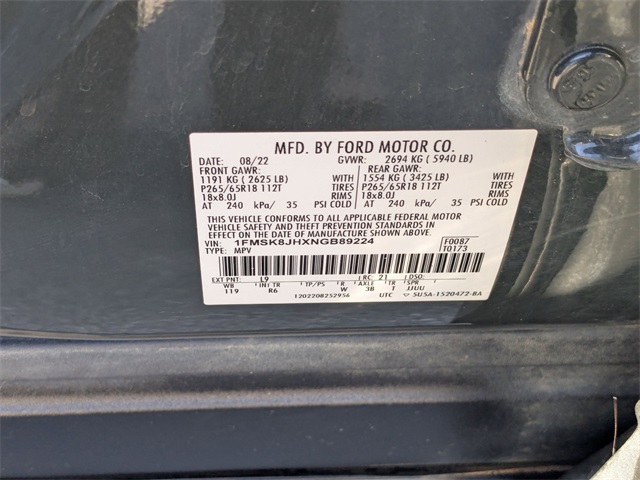 MFD. BY FORD MOTOR CO.
DATE: 08/22 GVWR: 2694 KG ( 5940 LB)
FRONT GAWR: REAR GAWR:
1191 KG ( 2625 LB) WITH 1554 KG ( 3425 LB) WITH
P265/65R18 112T TIRES P265/65R18 112T TIRES
18x8.0J RIMS 18x8.0J RIMS
AT 240 kPa/ 35 PSI COLD AT 240 kPa/ 35 PSI COLD
THIS VEHICLE CONFORMS TO ALL APPLICABLE FEDERAL MOTOR
VEHICLE SAFETY AND THEFT PREVENTION STANDARDS IN EFFECT
ON THE DATE OF MANUFACTURE SHOWN ABOVE.
VIN: 1FMSK8JHXNGB89224 F0087
TYPE: MPV T0173
EXT PNT: L9 RC: 21 DSO:
WB INT TR TP/PS R AXLE TR SPR
119 R6 W 3B T JJUU
1202208252956 UTC 5U5A-1520472-BA